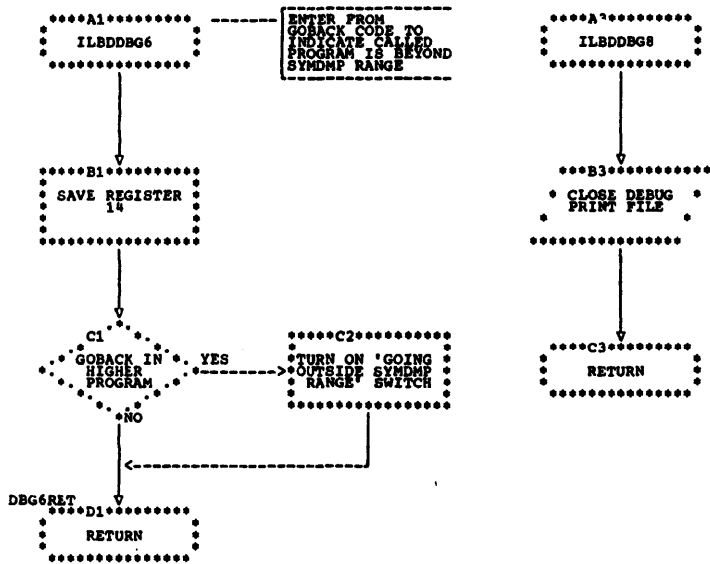 A1
ILBDDBG6
ENTER FROM
GOBACK CODE TO
INDICATE CALLED
PROGRAM IS BEYOND
SYMDMP RANGE
B1
SAVE REGISTER
14
C1
GOBACK IN
HIGHER
PROGRAM
YES
NO
C2
TURN ON 'GOING
OUTSIDE SYMDMP
RANGE' SWITCH
DBG6RET
D1
RETURN
ILBDDBG8
B3
CLOSE DEBUG
PRINT FILE
C3
RETURN